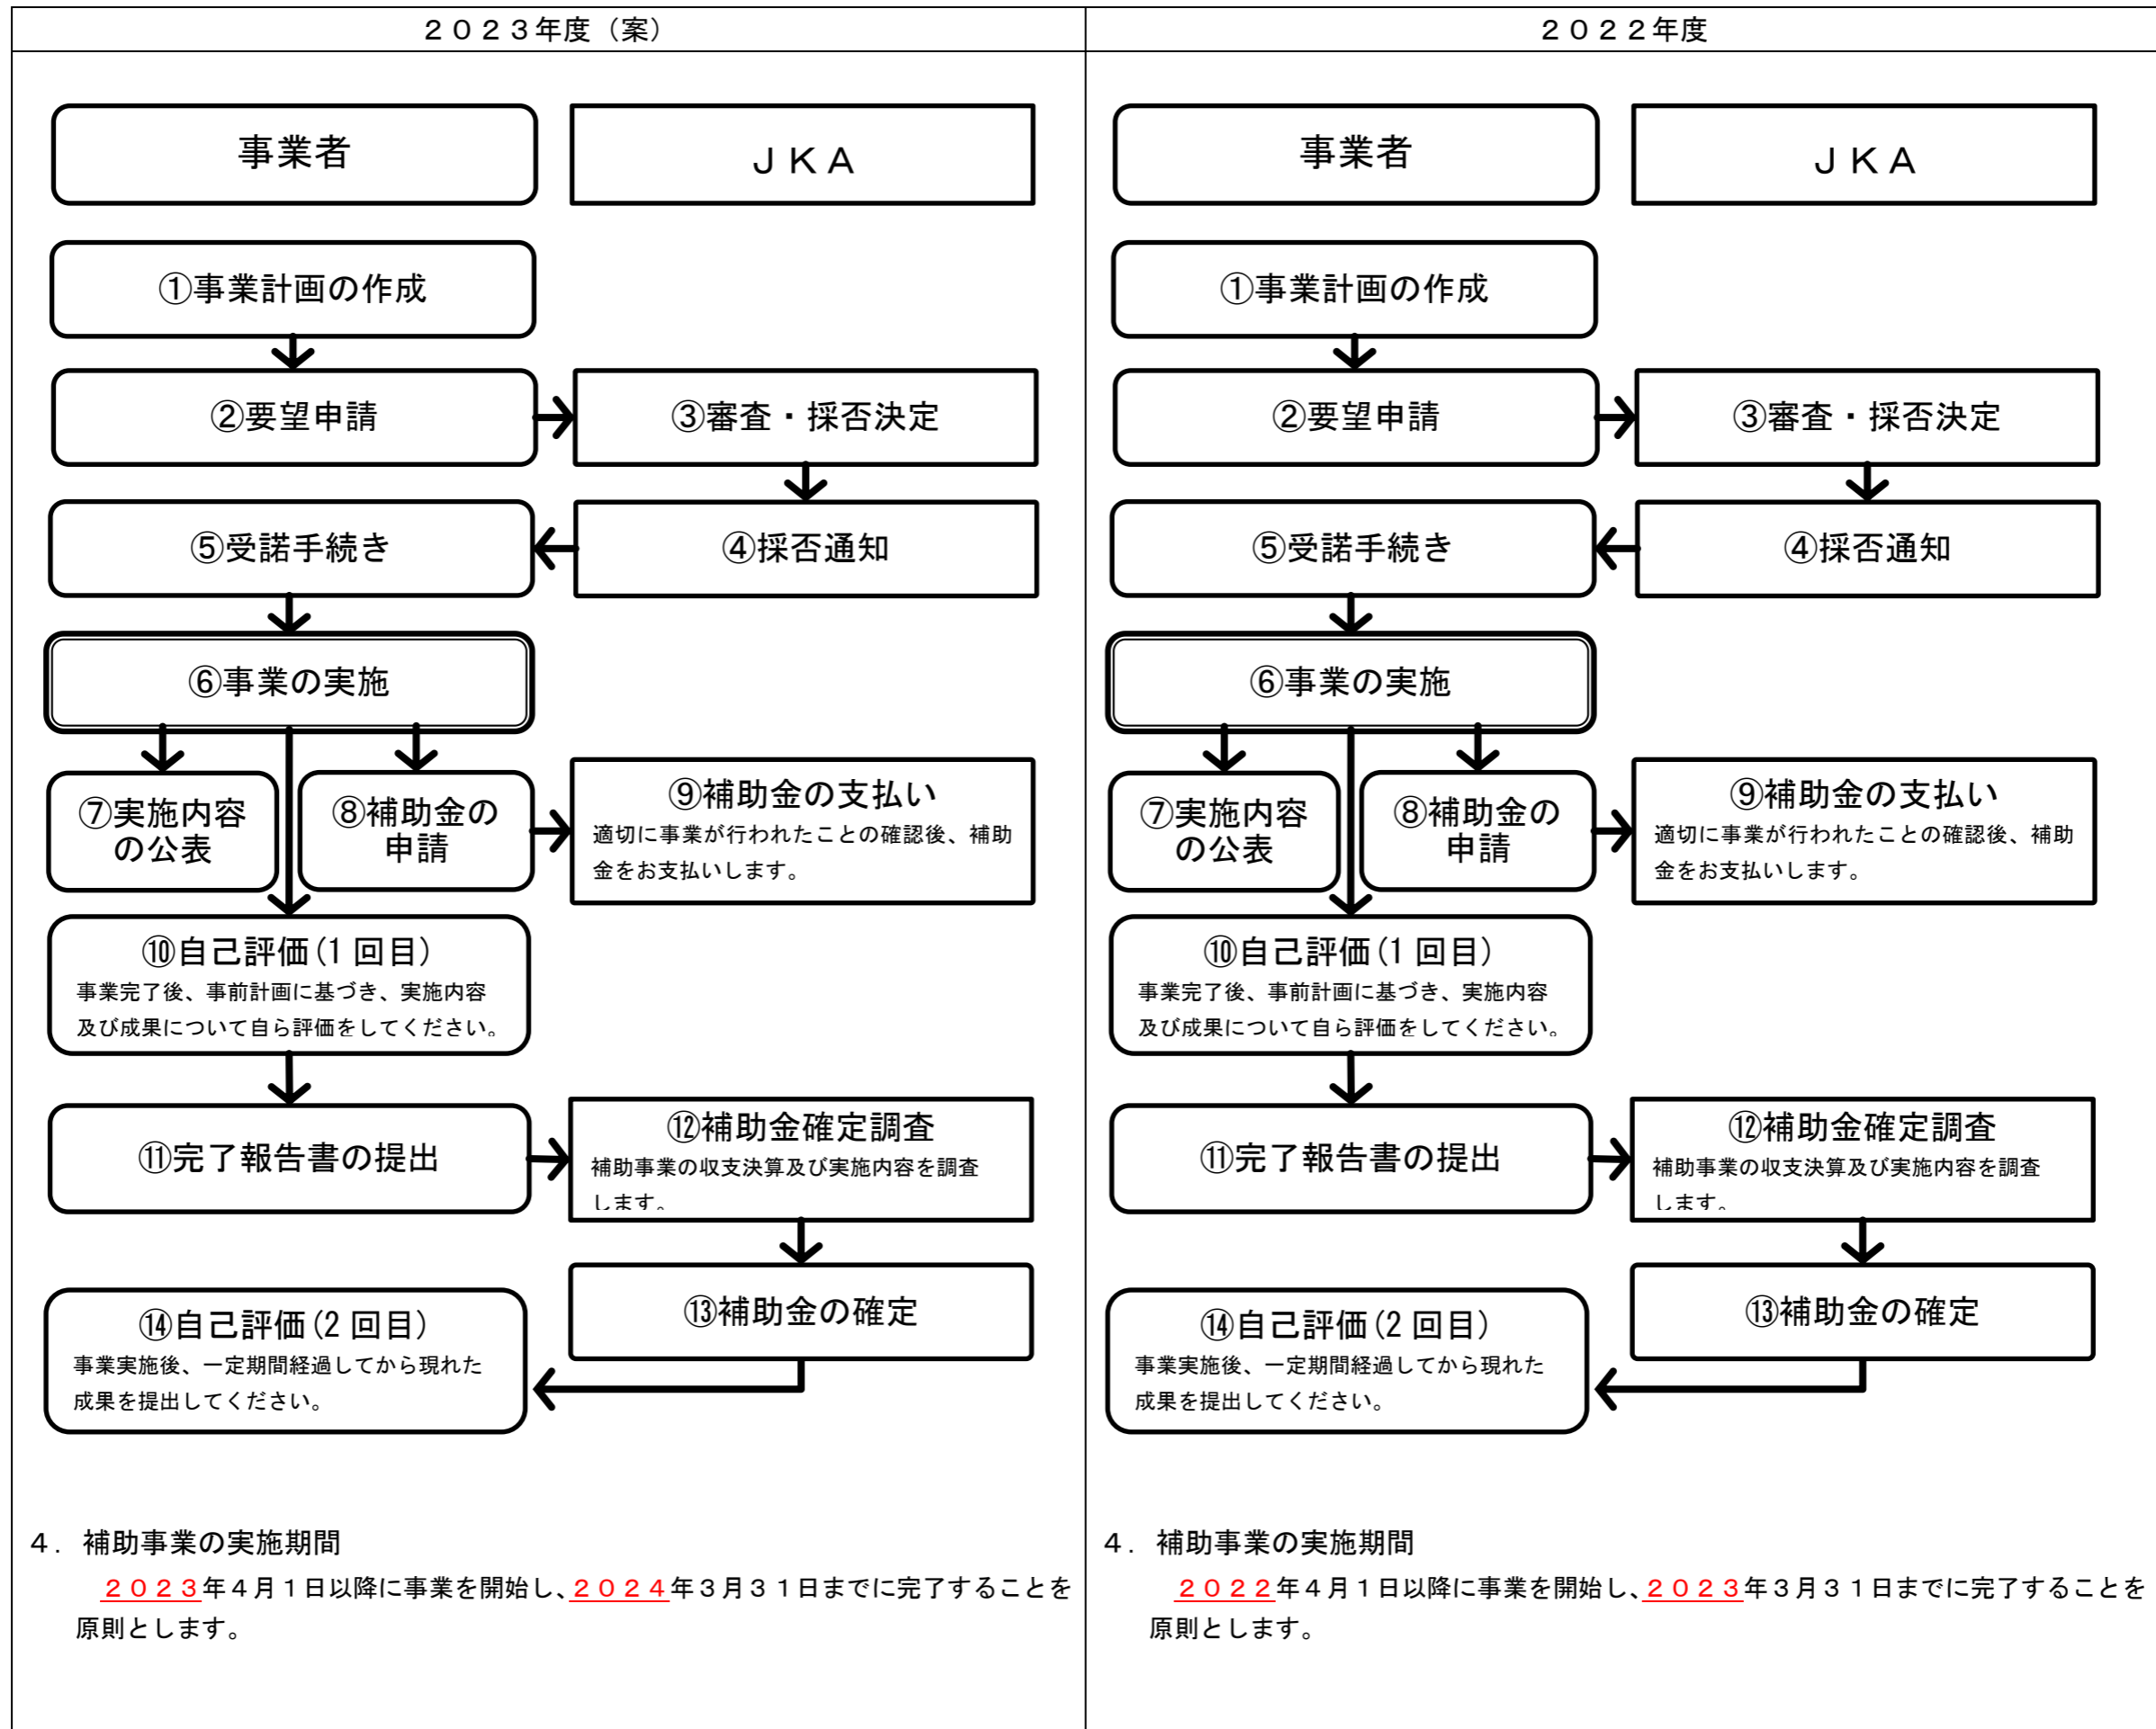 ２０２３年度（案）
事業者
ＪＫＡ
①事業計画の作成
②要望申請
③審査・採否決定
⑤受諾手続き
④採否通知
⑥事業の実施
⑦実施内容
の公表
⑧補助金の
申請
⑨補助金の支払い
適切に事業が行われたことの確認後、補助
金をお支払いします。
⑩自己評価(1 回目)
事業完了後、事前計画に基づき、実施内容
及び成果について自ら評価をしてください。
⑪完了報告書の提出
⑫補助金確定調査
補助事業の収支決算及び実施内容を調査
します。
⑬補助金の確定
⑭自己評価(2 回目)
事業実施後、一定期間経過してから現れた
成果を提出してください。
４．補助事業の実施期間
２０２３年４月１日以降に事業を開始し、２０２４年３月３１日までに完了することを
原則とします。
２０２２年度
事業者
ＪＫＡ
①事業計画の作成
②要望申請
③審査・採否決定
⑤受諾手続き
④採否通知
⑥事業の実施
⑦実施内容
の公表
⑧補助金の
申請
⑨補助金の支払い
適切に事業が行われたことの確認後、補助
金をお支払いします。
⑩自己評価(1 回目)
事業完了後、事前計画に基づき、実施内容
及び成果について自ら評価をしてください。
⑪完了報告書の提出
⑫補助金確定調査
補助事業の収支決算及び実施内容を調査
します。
⑬補助金の確定
⑭自己評価(2 回目)
事業実施後、一定期間経過してから現れた
成果を提出してください。
４．補助事業の実施期間
２０２２年４月１日以降に事業を開始し、２０２３年３月３１日までに完了することを
原則とします。